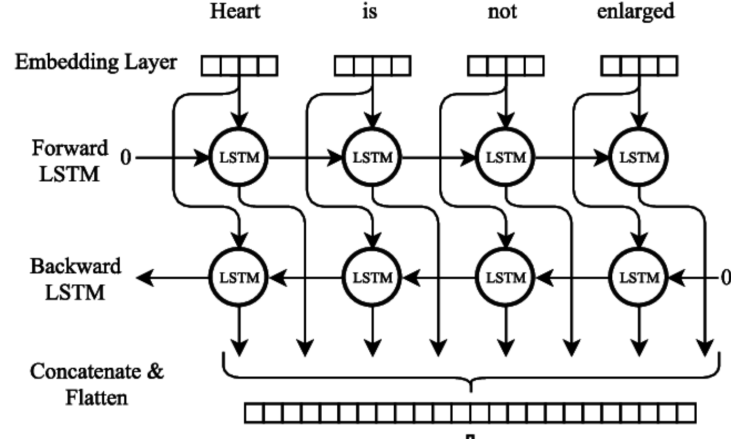 Heart is not enlarged
Embedding Layer
Forward
LSTM
0
LSTM LSTM LSTM LSTM
Backward
LSTM
LSTM LSTM LSTM LSTM
0
Concatenate &
Flatten